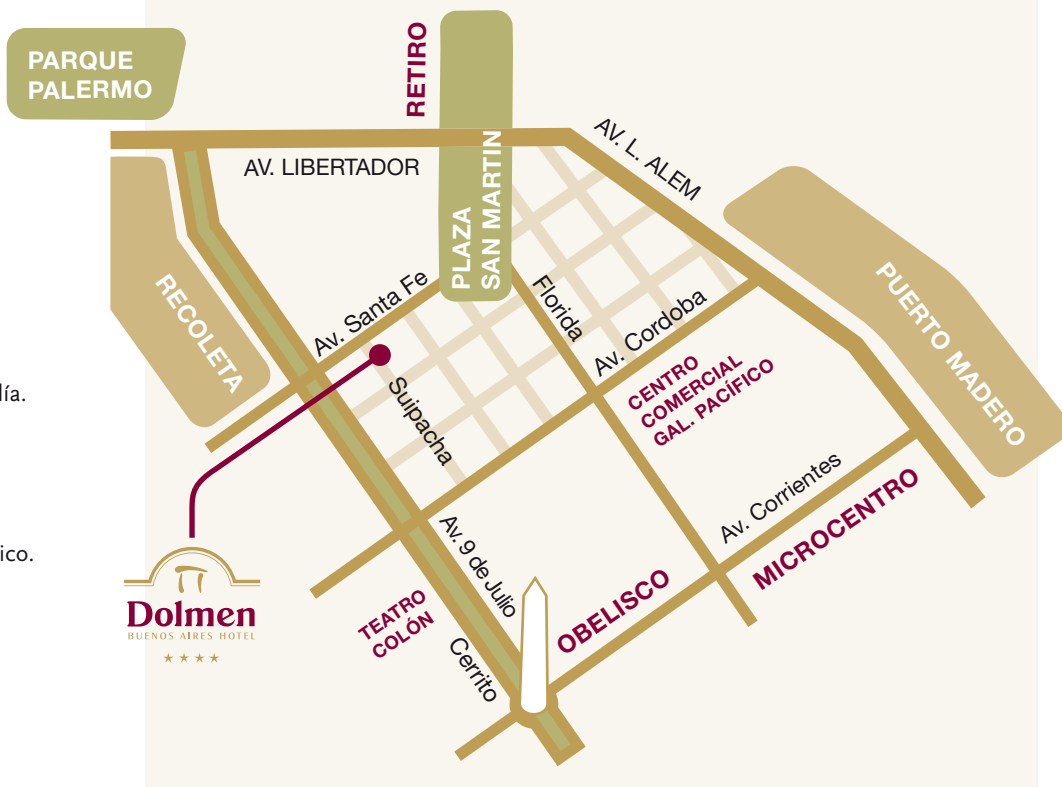 PARQUE
PALERMO
RETIRO
AV. LIBERTADOR
PLAZA
SAN MARTIN
AV. L. ALEM
RECOLETA
Av. Santa Fe
Florida
Av. Cordoba
PUERTO MADERO
Suipacha
CENTRO
COMERCIAL
GAL. PACÍFICO
ía.
Av. Corrientes
MICROCENTRO
Av. 9 de Julio
ico.
OBELISCO
TEATRO
COLÓN
Cerrito
Dolmen
BUENOS AIRES HOTEL